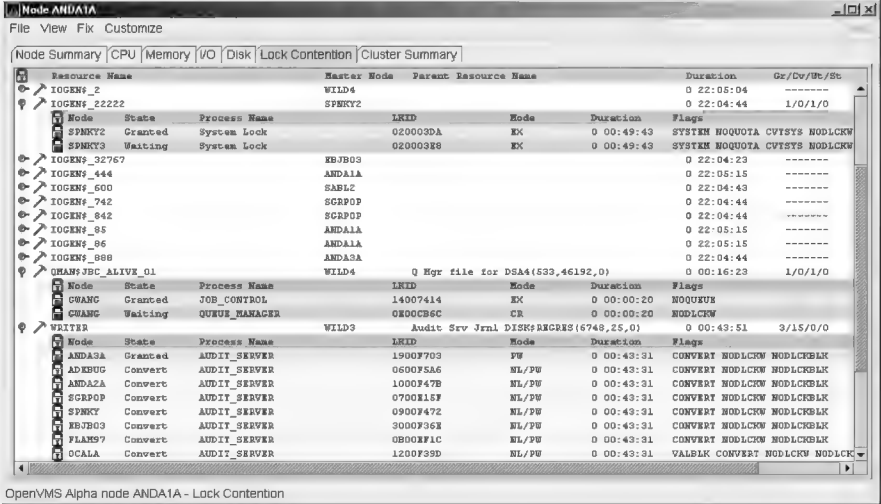 Node ANDA1A
File View Fix Customize
Node Summary CPU Memory I/O Disk Lock Contention Cluster Summary
Resource Name Master Node Parent Resource Name Duration Gr/Cv/Wt/St
IOGEN$_2 WILD4 0 22:05:04 -------
IOGEN$_22222 SPNKY2 0 22:04:44 1/0/1/0
Node State Process Name LKID Mode Duration Flags
SPNKY2 Granted System Lock 020003DA EX 0 00:49:43 SYSTEM NOQUOTA CVTSYS NODLCKW
SPNKY3 Waiting System Lock 020003E8 EX 0 00:49:43 SYSTEM NOQUOTA CVTSYS NODLCKW
IOGEN$_32767 EBJB03 0 22:04:23 -------
IOGEN$_444 ANDA1A 0 22:05:15 -------
IOGEN$_600 SABL2 0 22:04:43 -------
IOGEN$_742 SGRPOP 0 22:04:44 -------
IOGEN$_842 SGRPOP 0 22:04:44 -------
IOGEN$_85 ANDA1A 0 22:05:15 -------
IOGEN$_86 ANDA1A 0 22:05:15 -------
IOGEN$_888 ANDA3A 0 22:04:44 -------
QMAN$JBC_ALIVE_01 WILD4 Q Mgr file for DSA4(533,46192,0) 0 00:16:23 1/0/1/0
Node State Process Name LKID Mode Duration Flags
GWANG Granted JOB_CONTROL 14007414 EX 0 00:00:20 NOQUEUE
GWANG Waiting QUEUE_MANAGER 0E00CB6C CR 0 00:00:20 NODLCKW
WRITER WILD3 Audit Srv Jrnl DISK$REGRES(6748,25,0) 0 00:43:51 3/15/0/0
Node State Process Name LKID Mode Duration Flags
ANDA3A Granted AUDIT_SERVER 1900F703 PW 0 00:43:31 CONVERT NODLCKW NODLCKBLK
ADEBUG Convert AUDIT_SERVER 0600F5A6 NL/PW 0 00:43:31 CONVERT NODLCKW NODLCKBLK
ANDA2A Convert AUDIT_SERVER 1000F47B NL/PW 0 00:43:31 CONVERT NODLCKW NODLCKBLK
SGRPOP Convert AUDIT_SERVER 0700E15F NL/PW 0 00:43:31 CONVERT NODLCKW NODLCKBLK
SPNKY Convert AUDIT_SERVER 0900F472 NL/PW 0 00:43:31 CONVERT NODLCKW NODLCKBLK
EBJB03 Convert AUDIT_SERVER 3000F36E NL/PW 0 00:43:31 CONVERT NODLCKW NODLCKBLK
FLAM97 Convert AUDIT_SERVER 0B00EF1C NL/PW 0 00:43:31 CONVERT NODLCKW NODLCKBLK
OCALA Convert AUDIT_SERVER 1200F39D NL/PW 0 00:43:31 VALBLK CONVERT NODLCKW NODLCK
OpenVMS Alpha node ANDA1A - Lock Contention